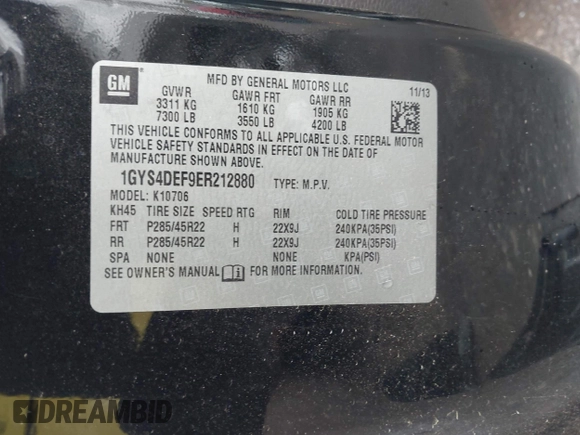 GM
MFD BY GENERAL MOTORS LLC
GVWR GAWR FRT GAWR RR 11/13
3311 KG 1610 KG 1905 KG
7300 LB 3550 LB 4200 LB
THIS VEHICLE CONFORMS TO ALL APPLICABLE U.S. FEDERAL MOTOR
VEHICLE SAFETY STANDARDS IN EFFECT ON THE DATE OF
MANUFACTURE SHOWN ABOVE.
1GYS4DEF9ER212880 TYPE: M.P.V.
MODEL: K10706
KH45 TIRE SIZE SPEED RTG RIM COLD TIRE PRESSURE
FRT P285/45R22 H 22X9J 240KPA(35PSI)
RR P285/45R22 H 22X9J 240KPA(35PSI)
SPA NONE NONE KPA(PSI)
SEE OWNER'S MANUAL i FOR MORE INFORMATION.
DREAMBID